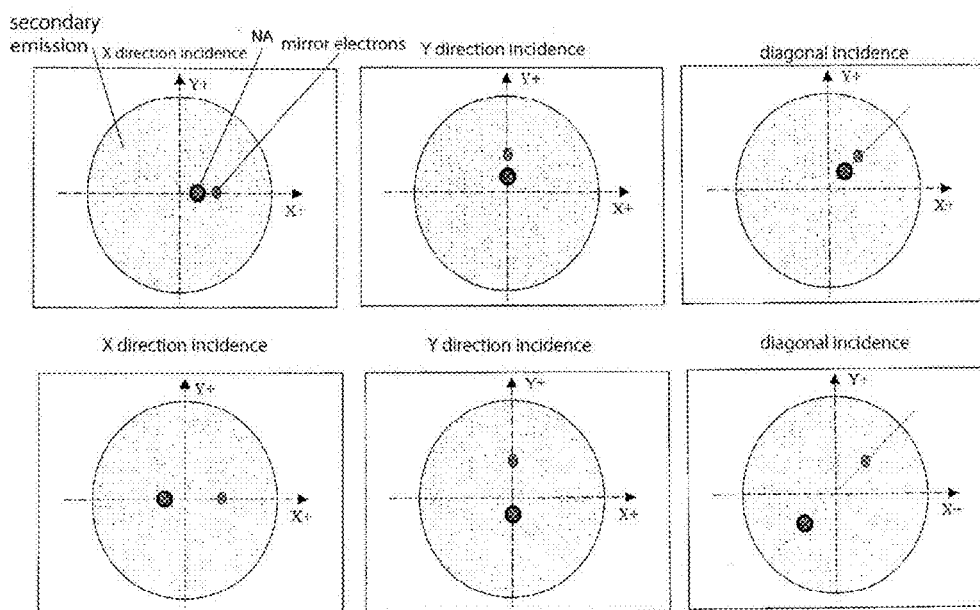 secondary
emission
X direction incidence
NA
mirror electrons
Y direction incidence
diagonal incidence
Y+
X+
Y+
X+
Y+
X+
X direction incidence
Y direction incidence
diagonal incidence
Y+
X+
Y+
X+
Y+
X+